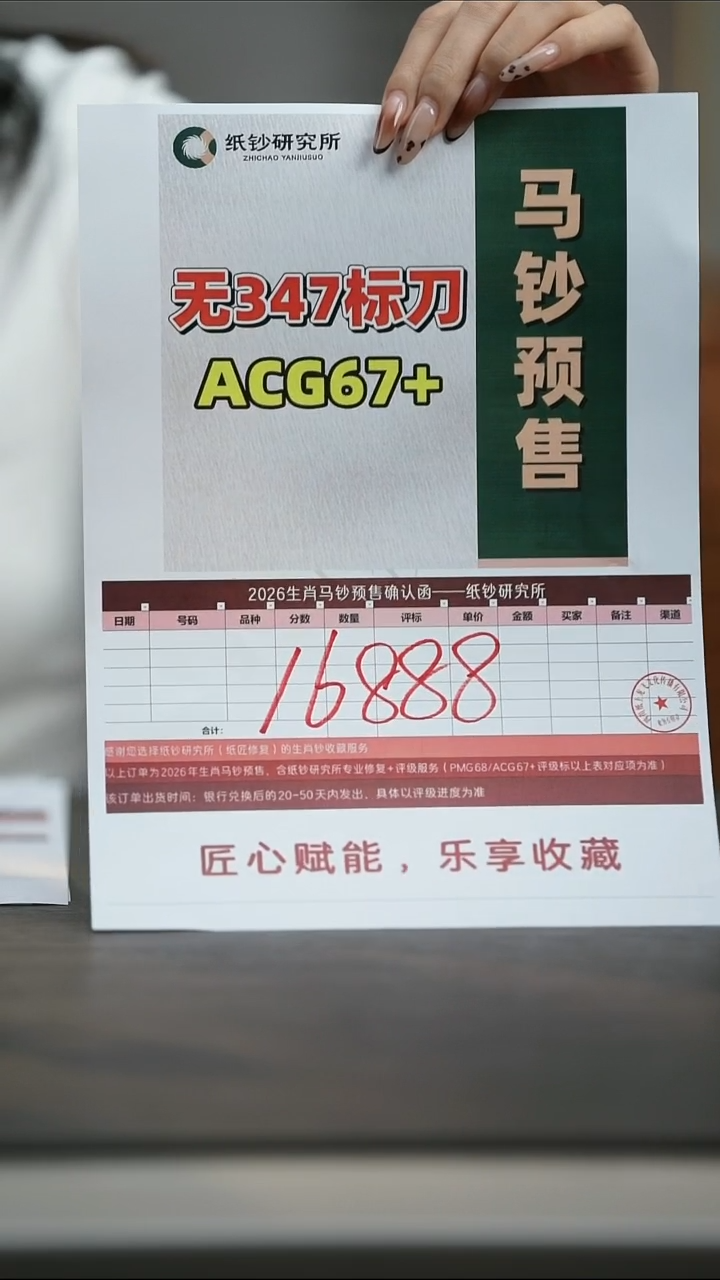 纸钞研究所
ZHICHAO YANJIUSUO
马钞预售
无347标刀
ACG67+
2026生肖马钞预售确认函——纸钞研究所
日期 号码 品种 分数 数量 评标 单价 金额 买家 备注 渠道
16888
合计：
感谢您选择纸钞研究所（纸匠修复）的生肖钞收藏服务
以上订单为2026年生肖马钞预售，含纸钞研究所专业修复+评级服务（PMG68/ACG67+评级标以上表对应项为准）
该订单出货时间：银行兑换后的20-50天内发出，具体以评级进度为准
匠心赋能，乐享收藏